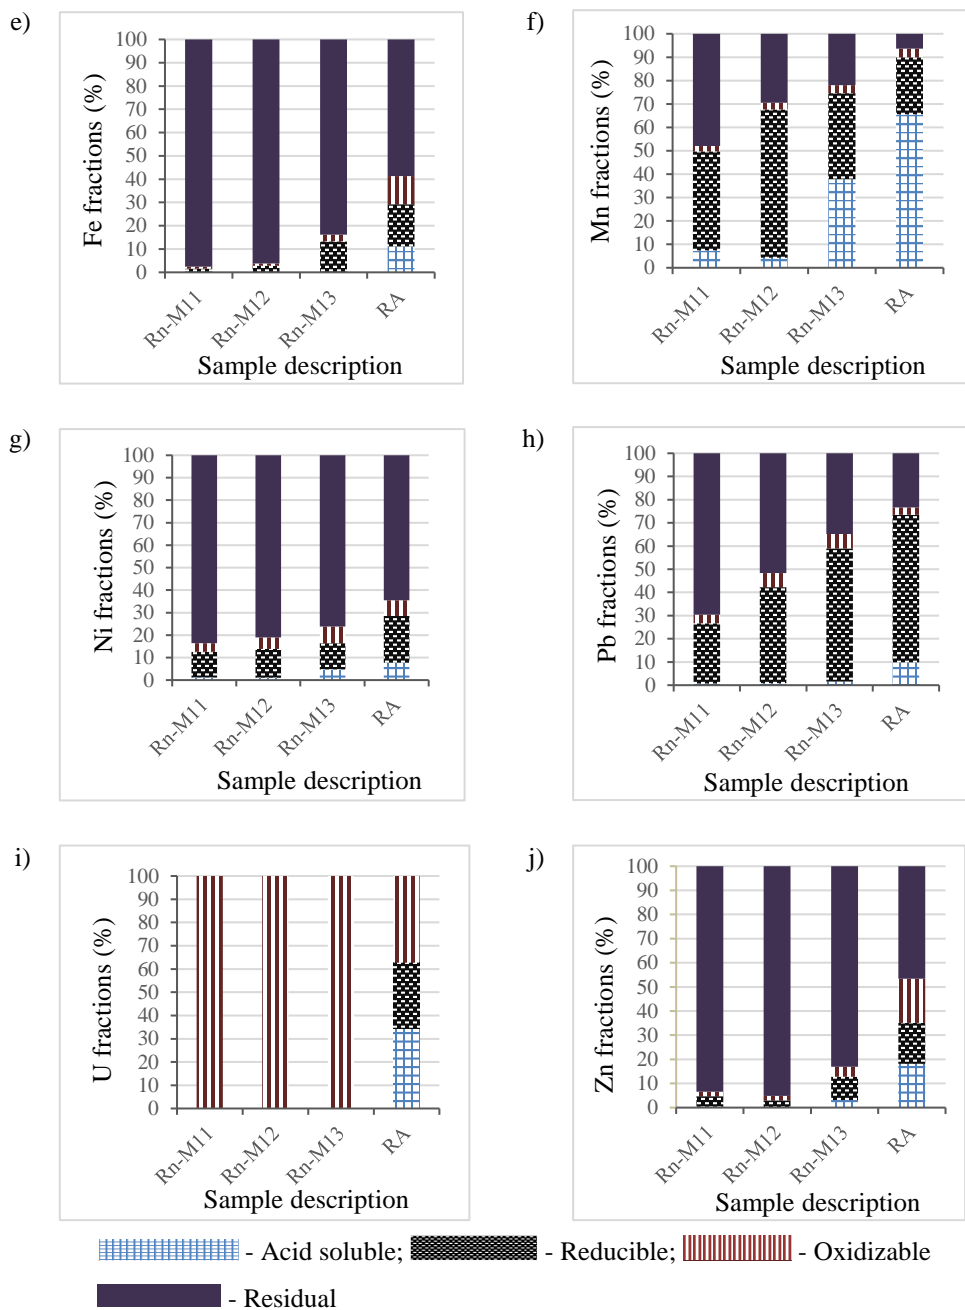 e)
Fe fractions (%)
100
90
80
70
60
50
40
30
20
10
0
Rn-M11
Rn-M12
Rn-M13
RA
Sample description
f)
Mn fractions (%)
100
90
80
70
60
50
40
30
20
10
0
Rn-M11
Rn-M12
Rn-M13
RA
Sample description
g)
Ni fractions (%)
100
90
80
70
60
50
40
30
20
10
0
Rn-M11
Rn-M12
Rn-M13
RA
Sample description
h)
Pb fractions (%)
100
90
80
70
60
50
40
30
20
10
0
Rn-M11
Rn-M12
Rn-M13
RA
Sample description
i)
U fractions (%)
100
90
80
70
60
50
40
30
20
10
0
Rn-M11
Rn-M12
Rn-M13
RA
Sample description
j)
Zn fractions (%)
100
90
80
70
60
50
40
30
20
10
0
Rn-M11
Rn-M12
Rn-M13
RA
Sample description
- Acid soluble; - Reducible; - Oxidizable
- Residual